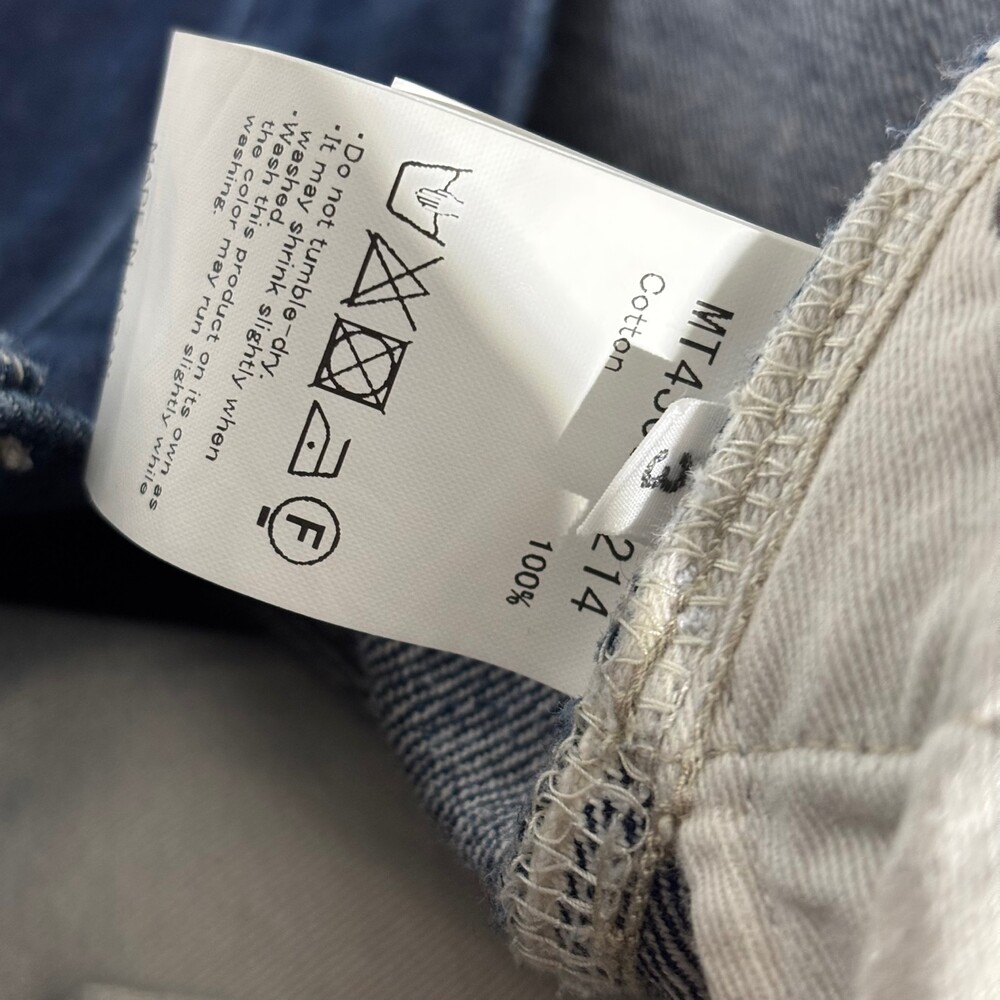 MT43
214
3
Cotton
100%
F
·Do not tumble-dry.
·It may shrink slightly when
washed.
·Wash this product on its own as
the color may run slightly while
washing.